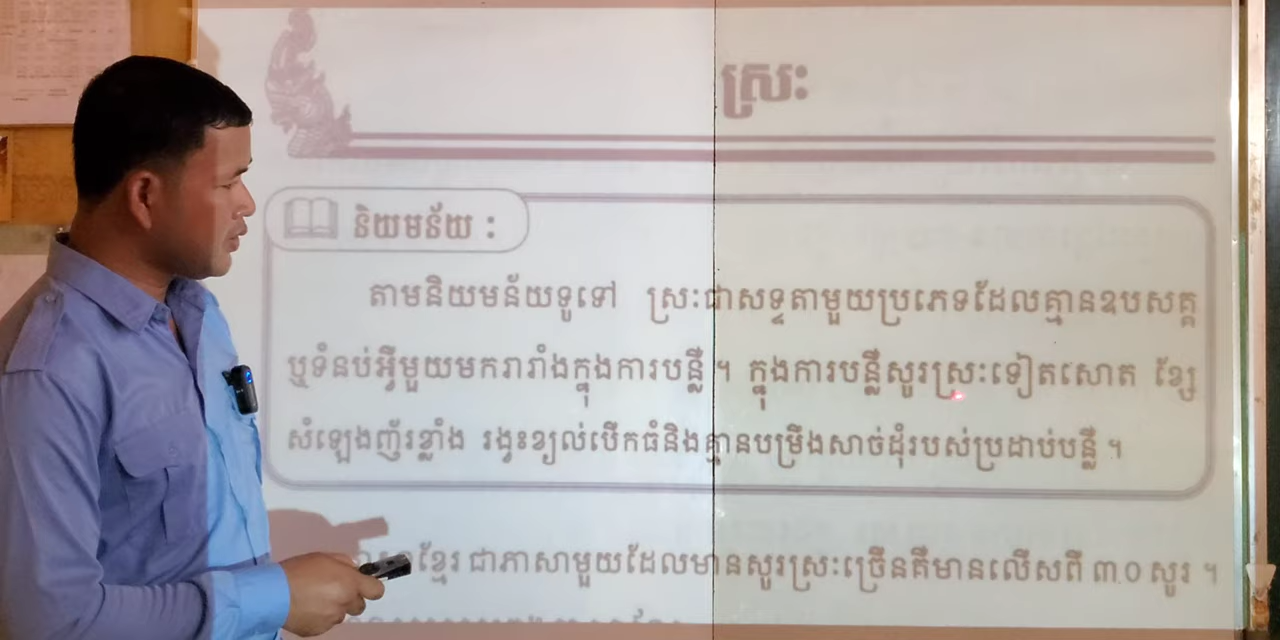 ស្រះ
និយមន័យ ៖
តាមនិយមន័យទូទៅ ស្រះជាសទ្ទតាមួយប្រភេទដែលគ្មានឧបសគ្គ
ឬទំនប់អ្វីមួយមករារាំងក្នុងការបន្លឺ ។ ក្នុងការបន្លឺសូរស្រះទៀតសោត ខ្សែ
សំឡេងញ័រខ្លាំង រង្វះខ្យល់បើកធំនិងគ្មានបម្រើងសាច់ដុំរបស់ប្រដាប់បន្លឺ ។
ខ្មែរ ជាភាសាមួយដែលមានសូរស្រះច្រើនគឺមានលើសពី ៣០ សូរ ។